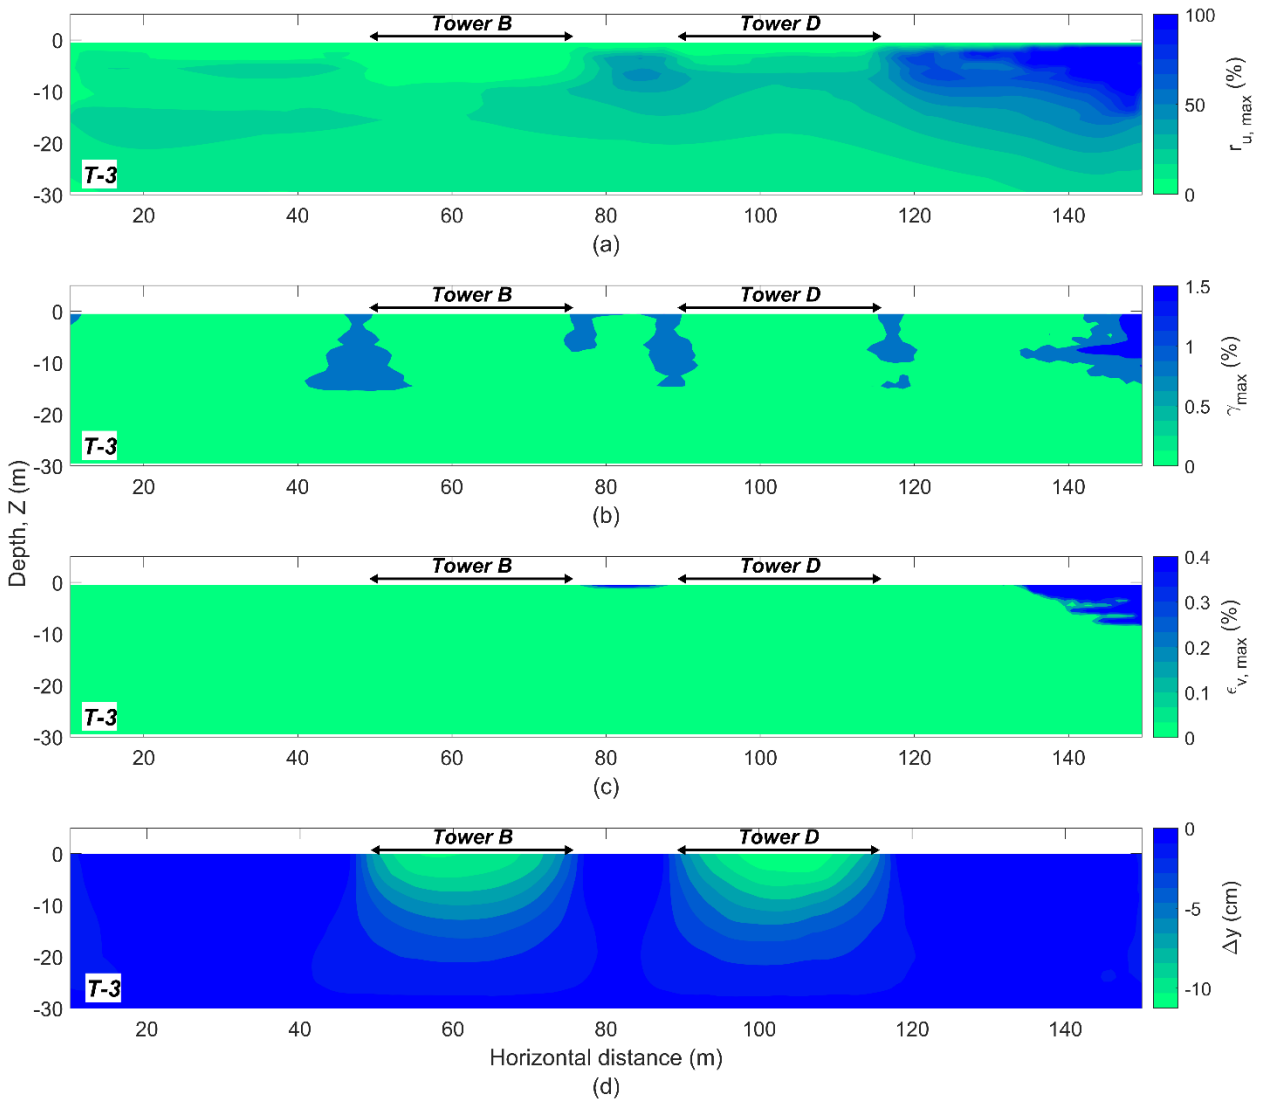 Tower B Tower D
0
-10
-20
-30
T-3
20 40 60 80 100 120 140
(a)
100
50
0
r_{u, max} (%)
Tower B Tower D
0
-10
-20
-30
T-3
20 40 60 80 100 120 140
(b)
1.5
1
0.5
0
γ_{max} (%)
Depth, Z (m)
Tower B Tower D
0
-10
-20
-30
T-3
20 40 60 80 100 120 140
(c)
0.4
0.3
0.2
0.1
0
ϵ_{v, max} (%)
Tower B Tower D
0
-10
-20
-30
T-3
20 40 60 80 100 120 140
Horizontal distance (m)
(d)
0
-5
-10
Δy (cm)